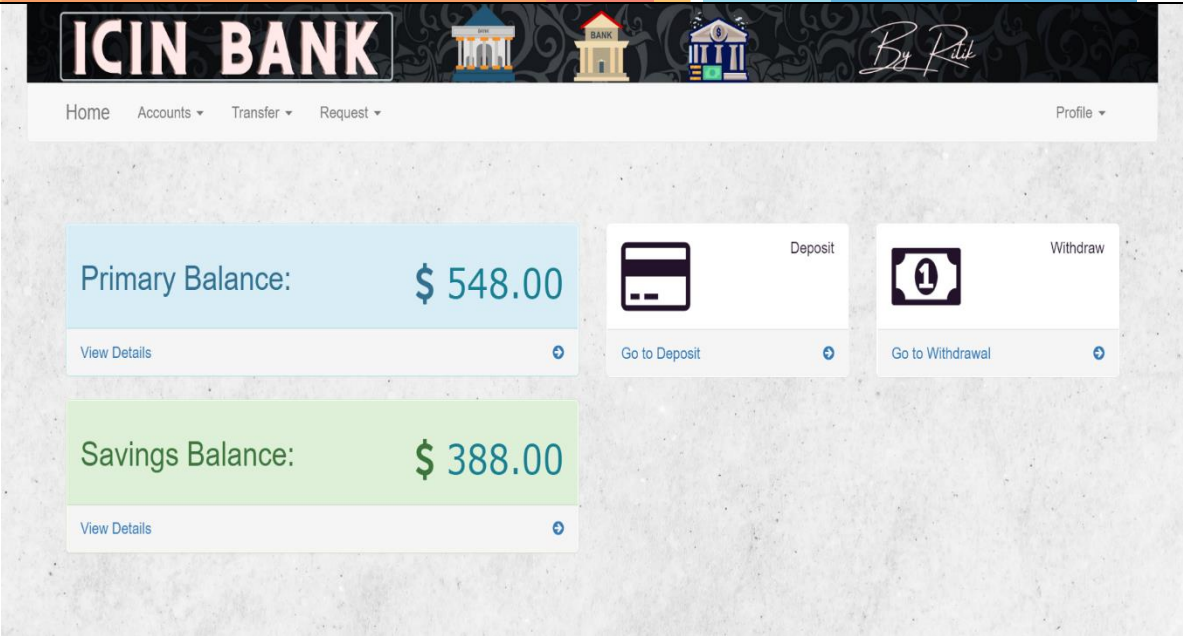 ICIN BANK
BANK
By Ritik
Home Accounts Transfer Request Profile
Primary Balance: $ 548.00
View Details
Savings Balance: $ 388.00
View Details
Deposit
Go to Deposit
Withdraw
1
Go to Withdrawal